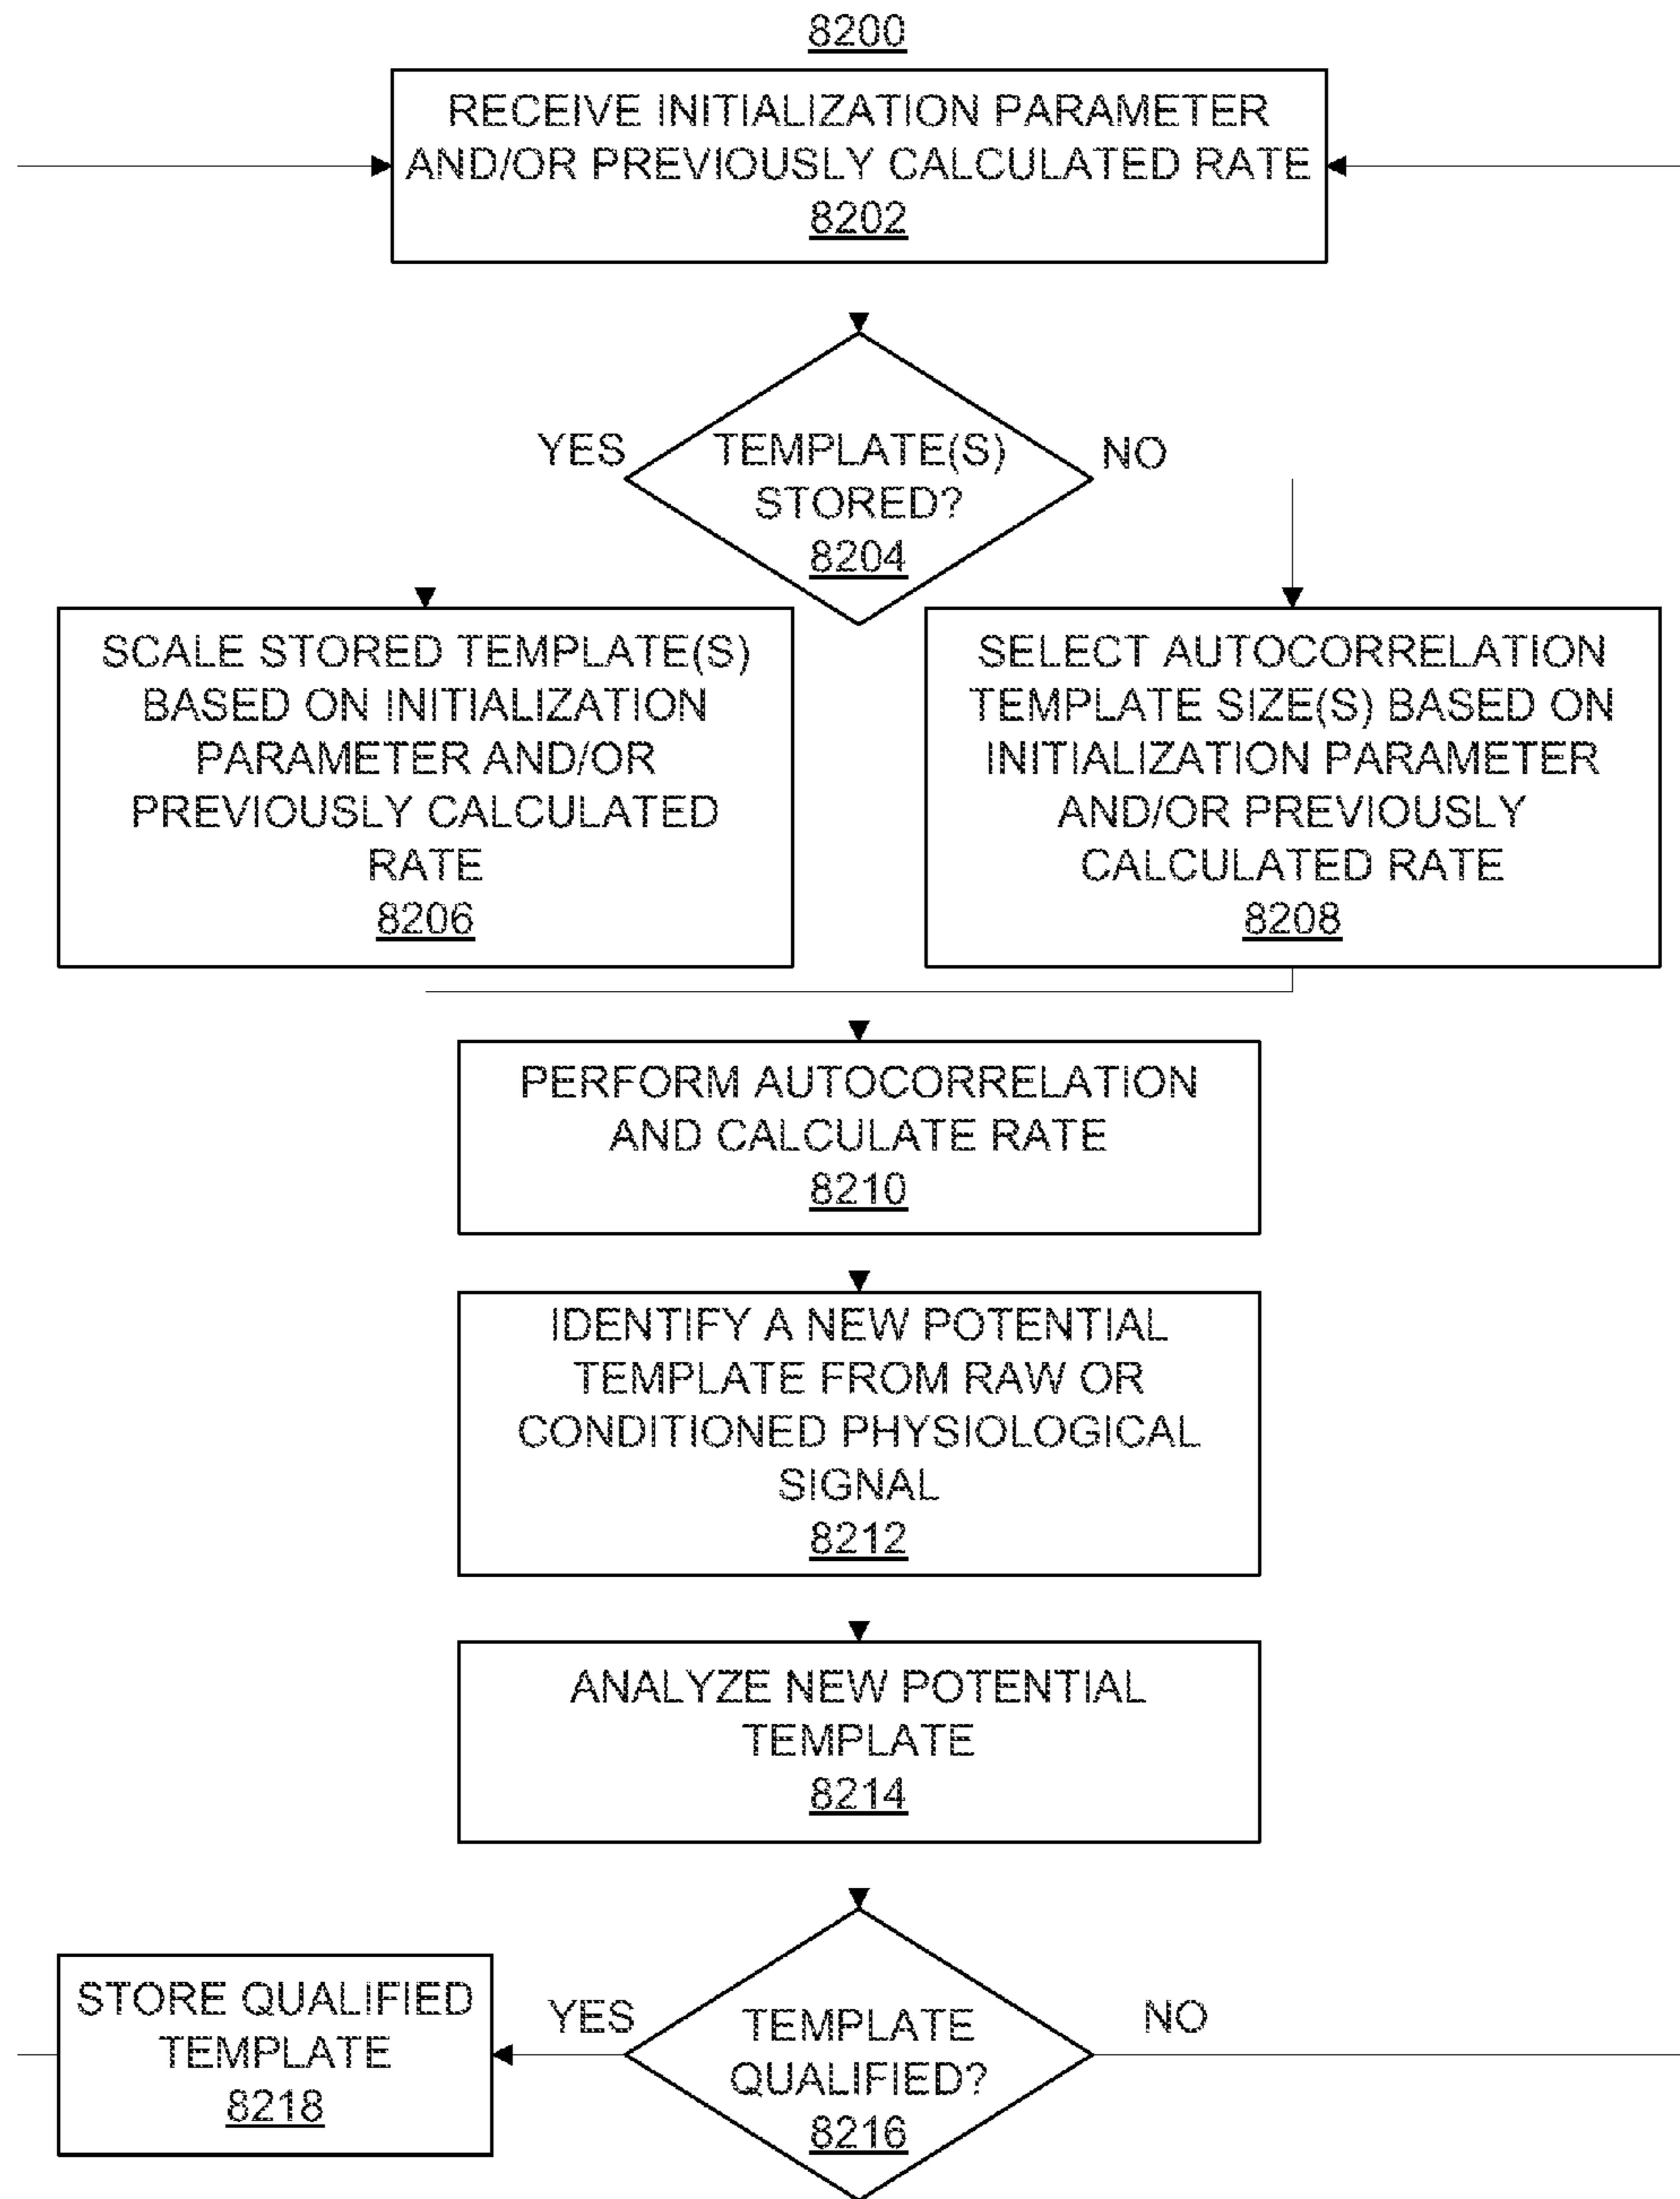 8200
RECEIVE INITIALIZATION PARAMETER
AND/OR PREVIOUSLY CALCULATED RATE
8202
YES
TEMPLATE(S)
STORED?
8204
NO
SCALE STORED TEMPLATE(S)
BASED ON INITIALIZATION
PARAMETER AND/OR
PREVIOUSLY CALCULATED
RATE
8206
SELECT AUTOCORRELATION
TEMPLATE SIZE(S) BASED ON
INITIALIZATION PARAMETER
AND/OR PREVIOUSLY
CALCULATED RATE
8208
PERFORM AUTOCORRELATION
AND CALCULATE RATE
8210
IDENTIFY A NEW POTENTIAL
TEMPLATE FROM RAW OR
CONDITIONED PHYSIOLOGICAL
SIGNAL
8212
ANALYZE NEW POTENTIAL
TEMPLATE
8214
STORE QUALIFIED
TEMPLATE
8218
YES
TEMPLATE
QUALIFIED?
8216
NO